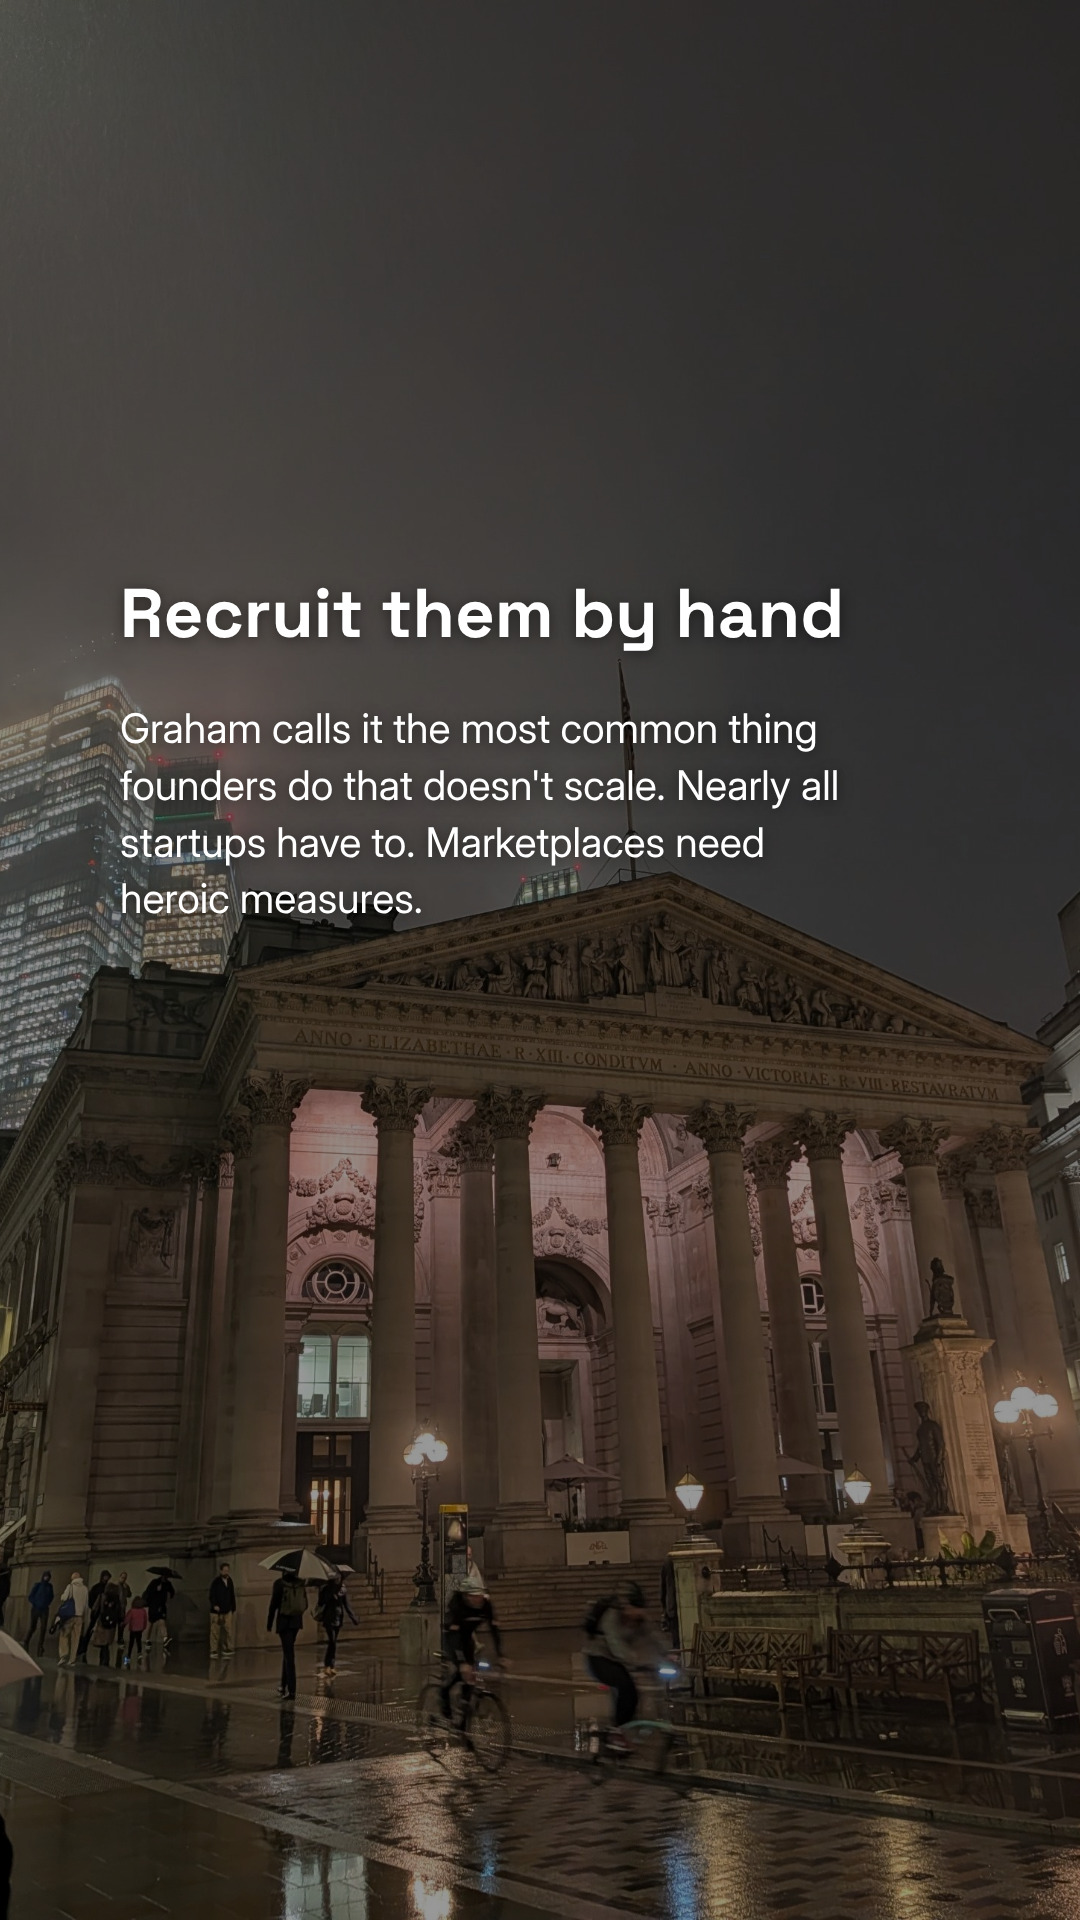 Recruit them by hand
Graham calls it the most common thing
founders do that doesn't scale. Nearly all
startups have to. Marketplaces need
heroic measures.
ANNO · ELIZABETHAE · R · XIII · CONDITVM · ANNO · VICTORIAE · R · VIII · RESTAVRATVM